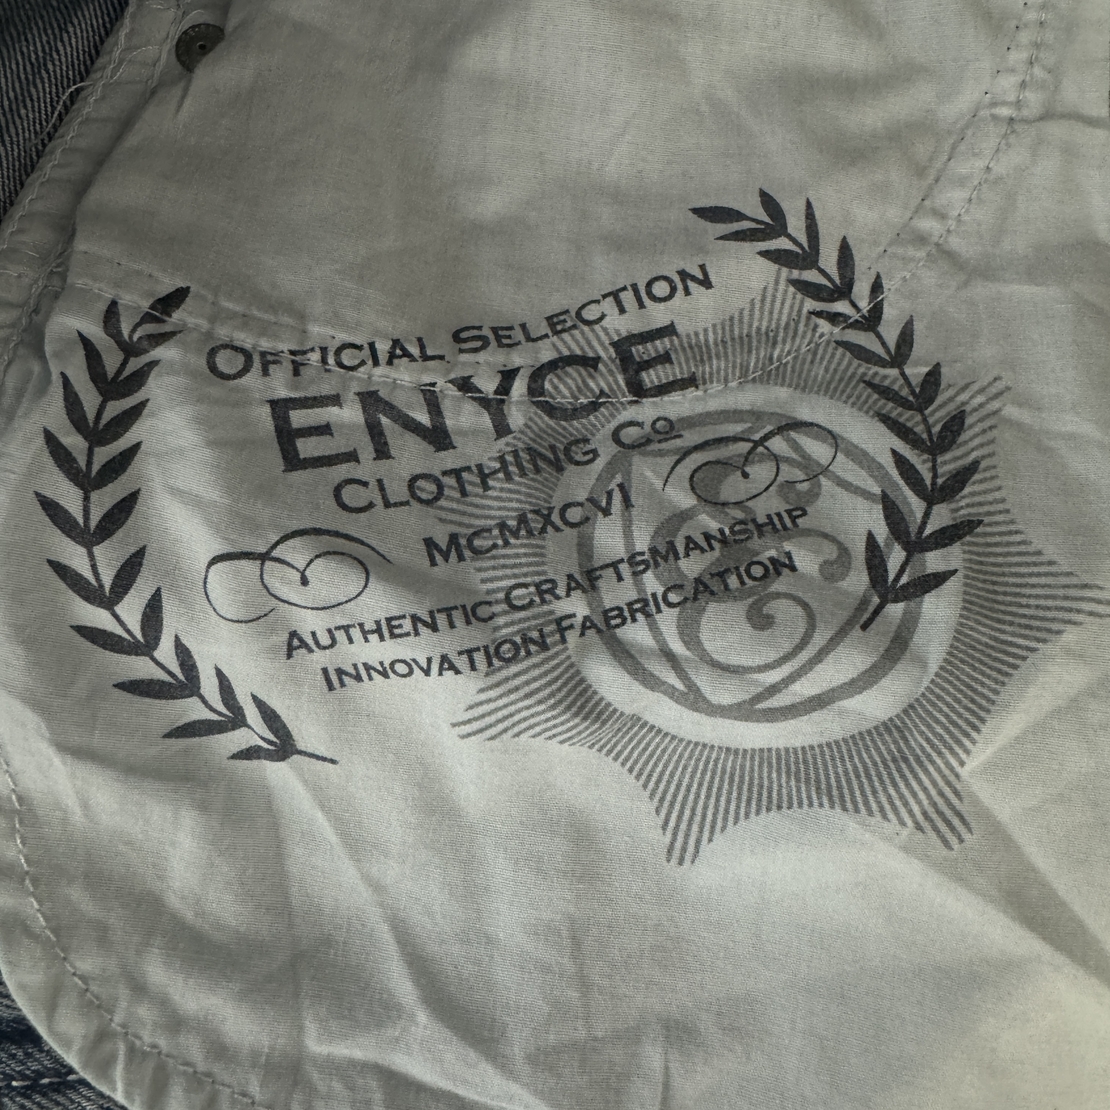 OFFICIAL SELECTION
ENYCE
CLOTHING Co
MCMXCVI
AUTHENTIC CRAFTSMANSHIP
INNOVATION FABRICATION